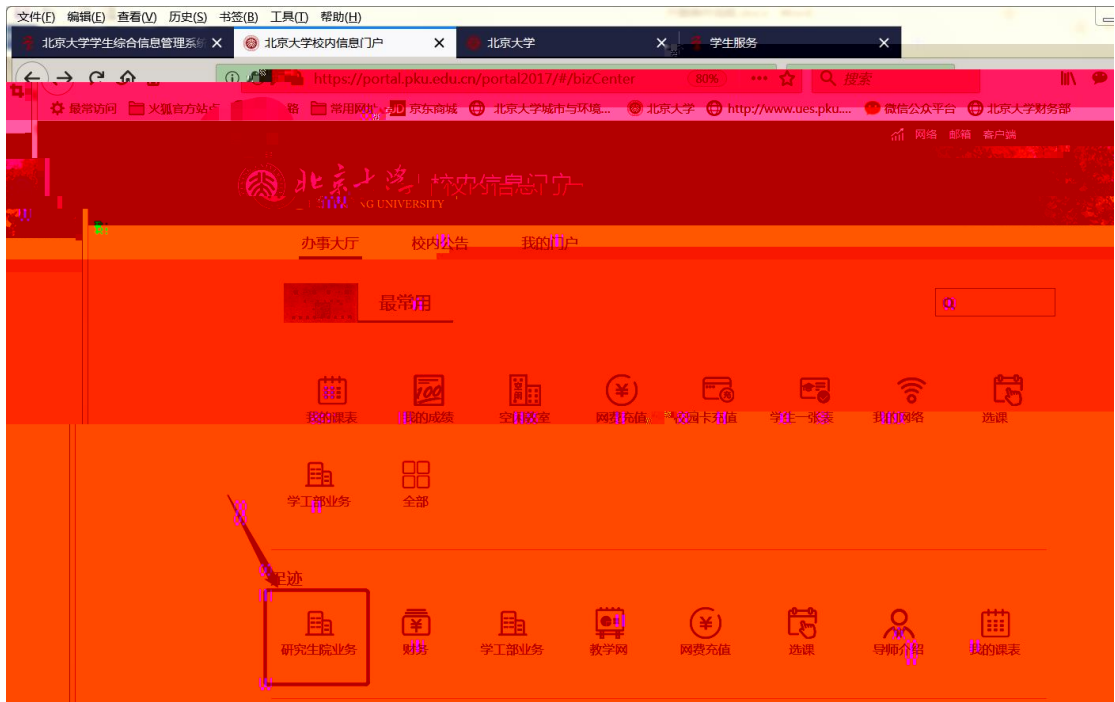 文件(F) 编辑(E) 查看(V) 历史(S) 书签(B) 工具(T) 帮助(H)
北京大学学生综合信息管理系统 北京大学校内信息门户 北京大学 学生服务
https://portal.pku.edu.cn/portal2017/#/bizCenter 80% 搜索
最常访问 火狐官方站点 常用网址 JD 京东商城 北京大学城市与环境... 北京大学 http://www.ues.pku.... 微信公众平台 北京大学财务部
网络 邮箱 客户端
北京大学 校内信息门户
UNIVERSITY
办事大厅 校内公告 我的门户
最常用
我的课表 我的成绩 空闲教室 网费充值 校园卡充值 学生一张表 我的网络 选课
学工部业务 全部
足迹
研究生院业务 财务 学工部业务 教学网 网费充值 选课 导师介绍 我的课表